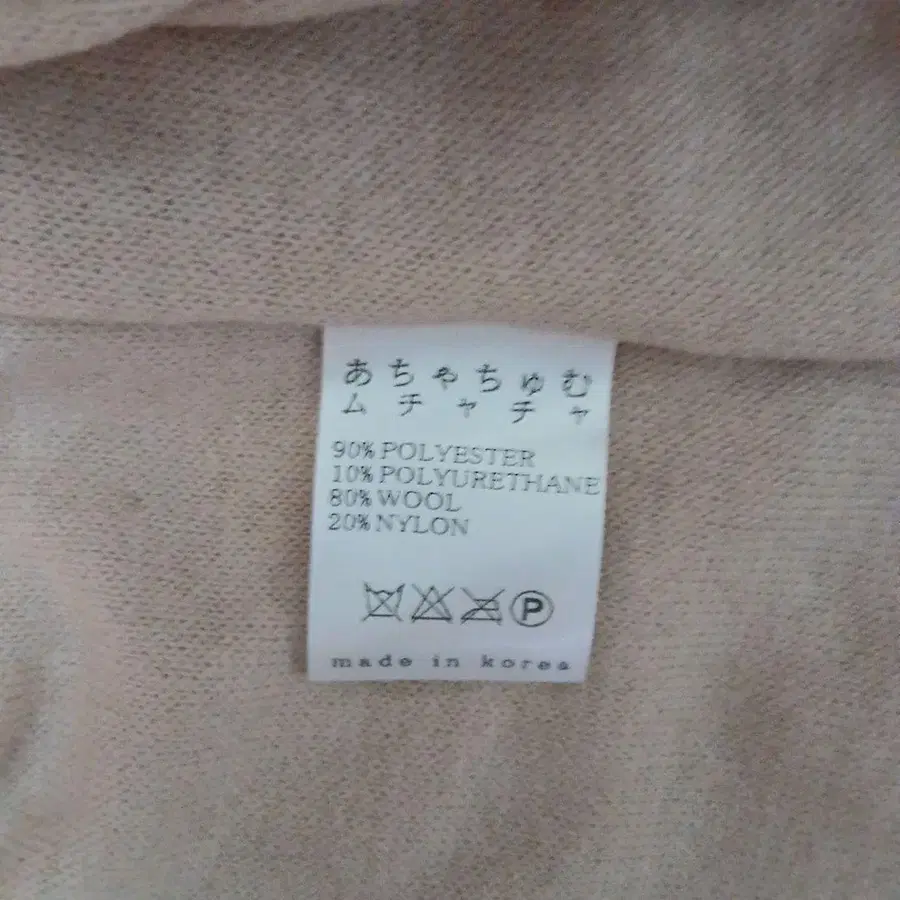 あちゃちゅむ
ムチャチャ
90% POLYESTER
10% POLYURETHANE
80% WOOL
20% NYLON
P
made in korea